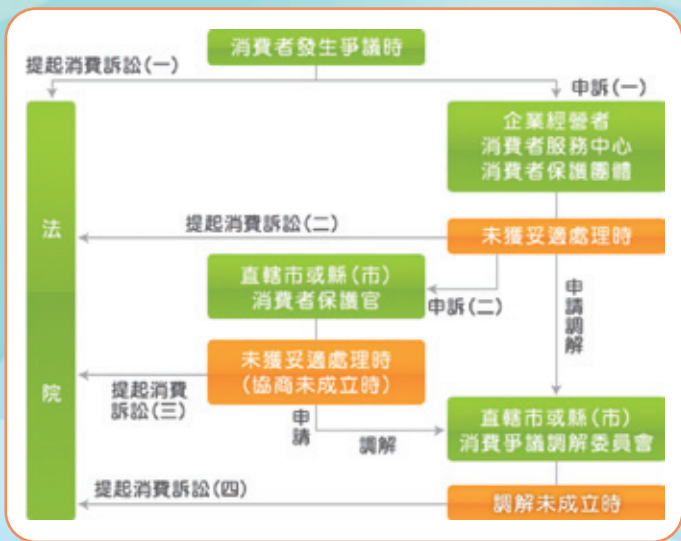 消費者發生爭議時
提起消費訴訟(一)
申訴(一)
企業經營者
消費者服務中心
消費者保護團體
法
院
提起消費訴訟(二)
未獲妥適處理時
直轄市或縣(市)
消費者保護官
申訴(二)
申請調解
未獲妥適處理時
(協商未成立時)
提起消費
訴訟(三)
申請
調解
直轄市或縣(市)
消費爭議調解委員會
提起消費訴訟(四)
調解未成立時